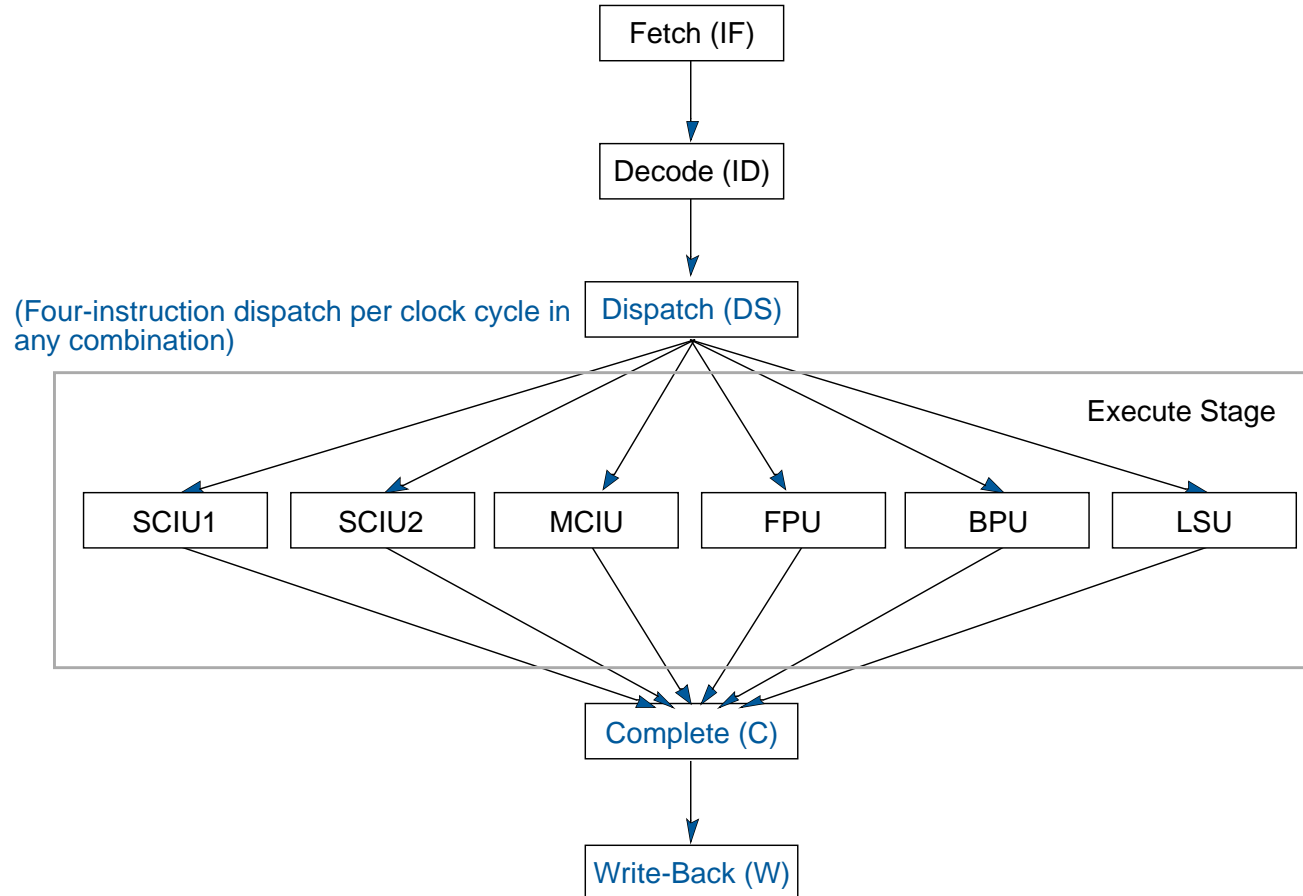 Fetch (IF)
Decode (ID)
(Four-instruction dispatch per clock cycle in
any combination)
Dispatch (DS)
Execute Stage
SCIU1
SCIU2
MCIU
FPU
BPU
LSU
Complete (C)
Write-Back (W)